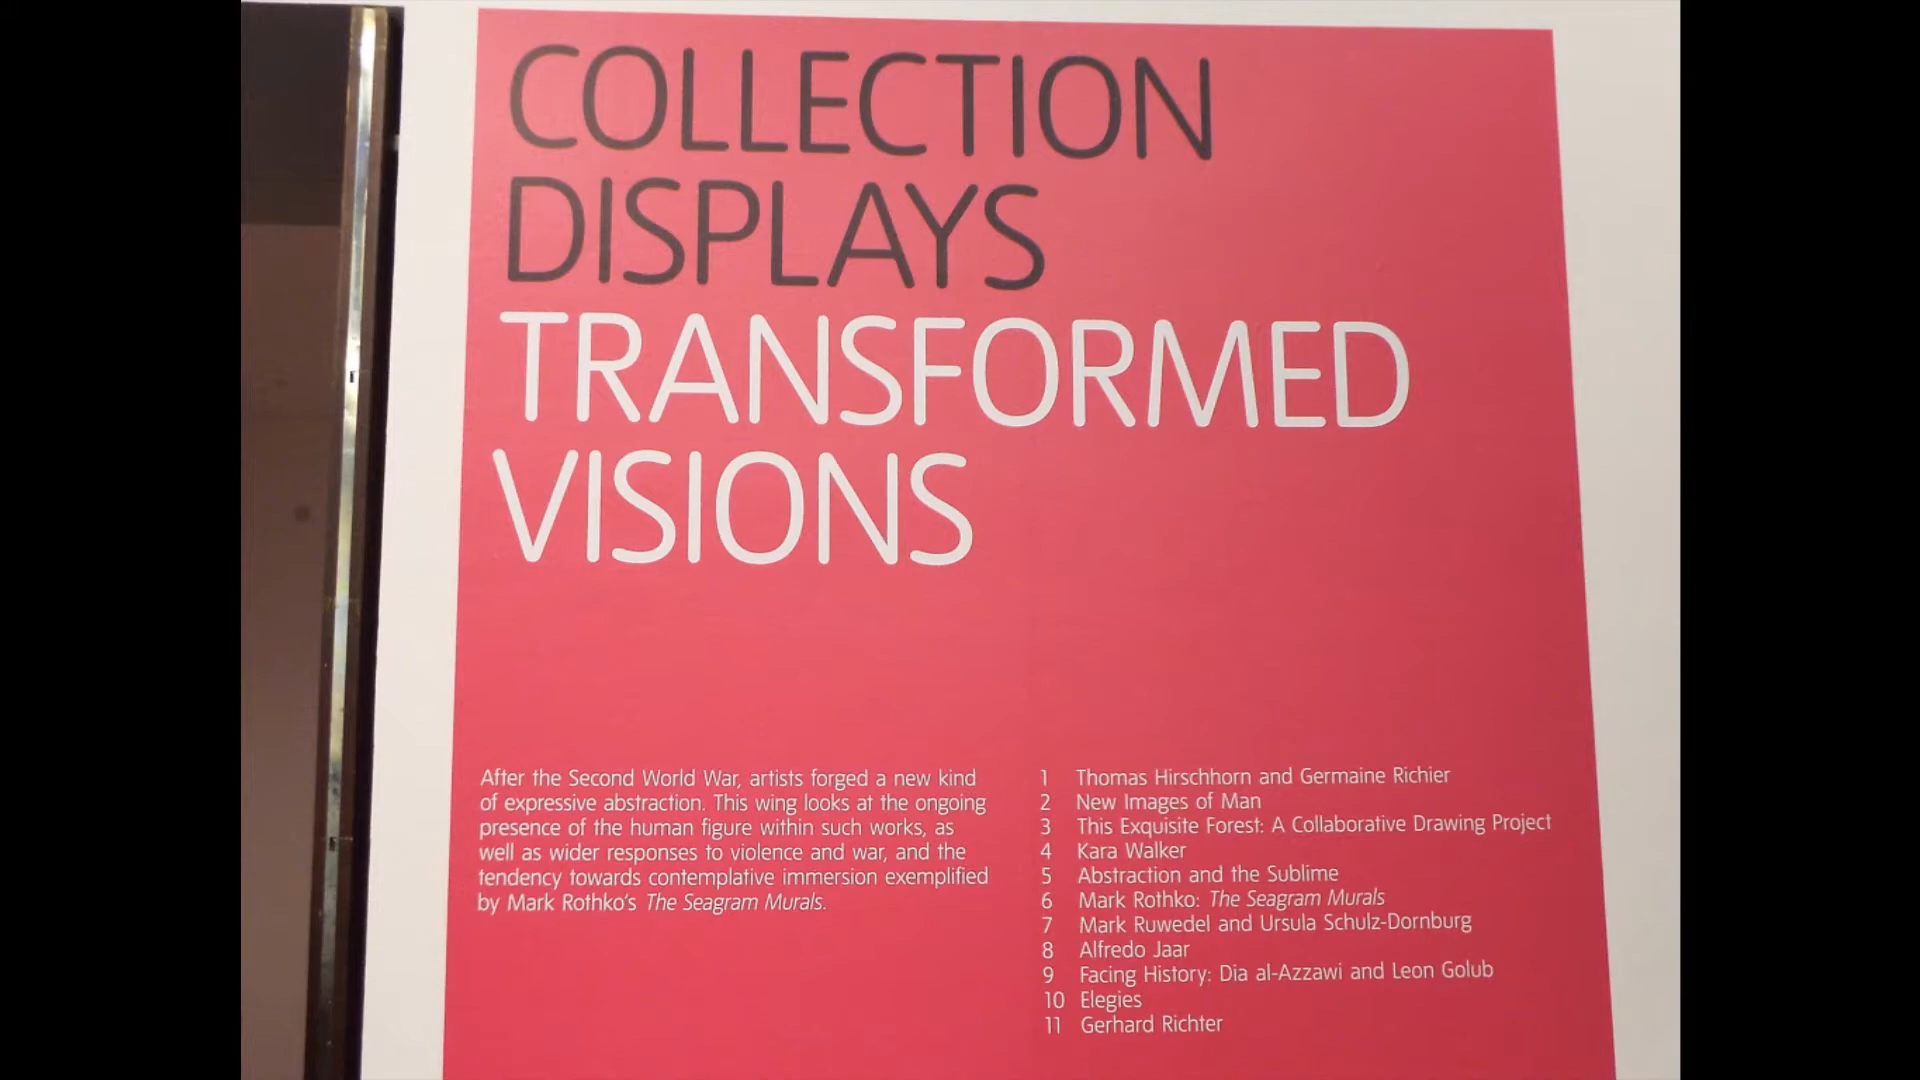 COLLECTION
DISPLAYS
TRANSFORMED
VISIONS
After the Second World War, artists forged a new kind
of expressive abstraction. This wing looks at the ongoing
presence of the human figure within such works, as
well as wider responses to violence and war, and the
tendency towards contemplative immersion exemplified
by Mark Rothko's The Seagram Murals.
1 Thomas Hirschhorn and Germaine Richier
2 New Images of Man
3 This Exquisite Forest: A Collaborative Drawing Project
4 Kara Walker
5 Abstraction and the Sublime
6 Mark Rothko: The Seagram Murals
7 Mark Ruwedel and Ursula Schulz-Dornburg
8 Alfredo Jaar
9 Facing History: Dia al-Azzawi and Leon Golub
10 Elegies
11 Gerhard Richter